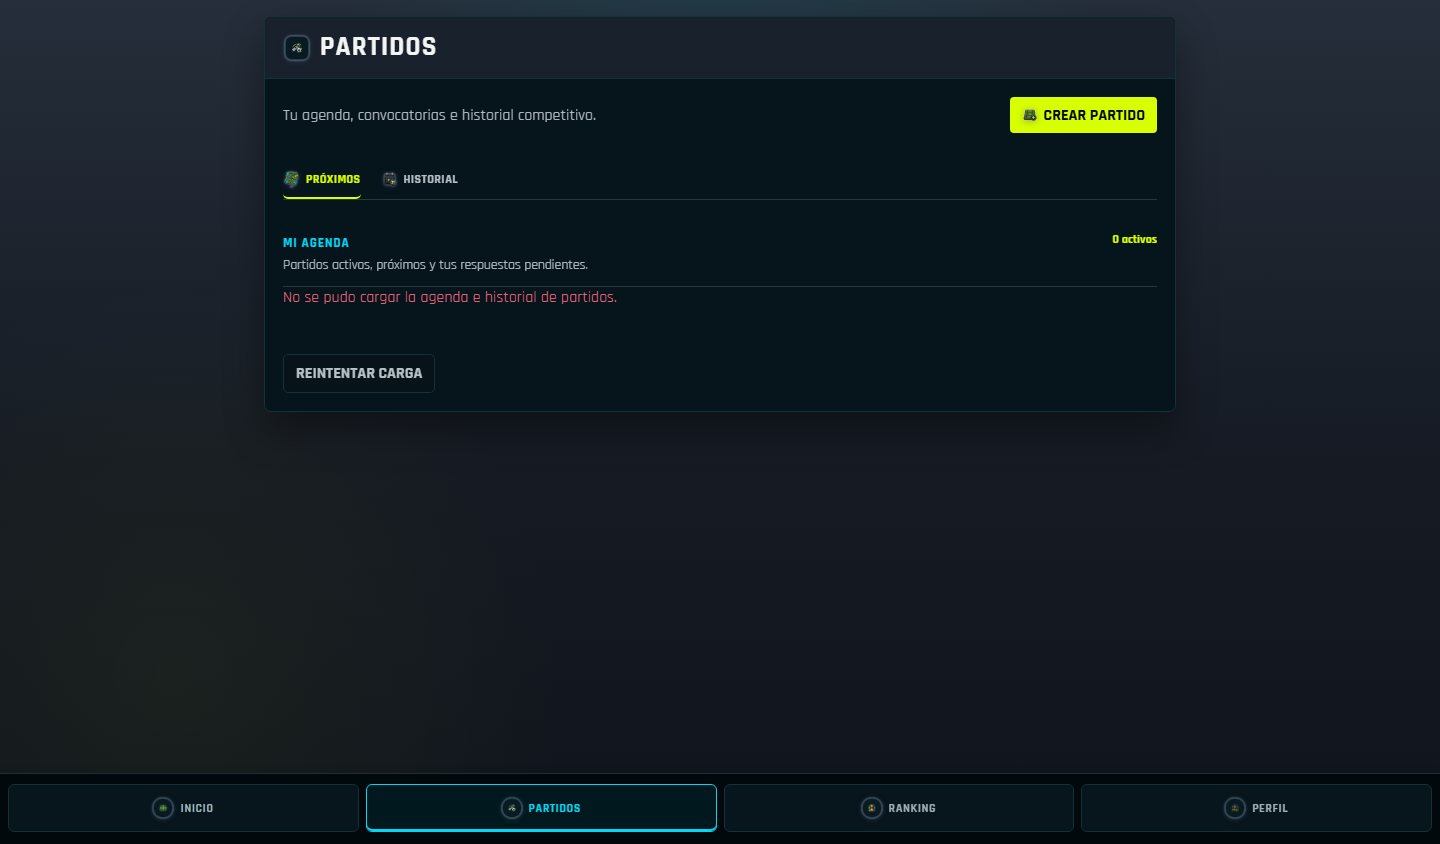 PARTIDOS
Tu agenda, convocatorias e historial competitivo.
CREAR PARTIDO
PRÓXIMOS
HISTORIAL
MI AGENDA
0 activos
Partidos activos, próximos y tus respuestas pendientes.
No se pudo cargar la agenda e historial de partidos.
REINTENTAR CARGA
INICIO
PARTIDOS
RANKING
PERFIL